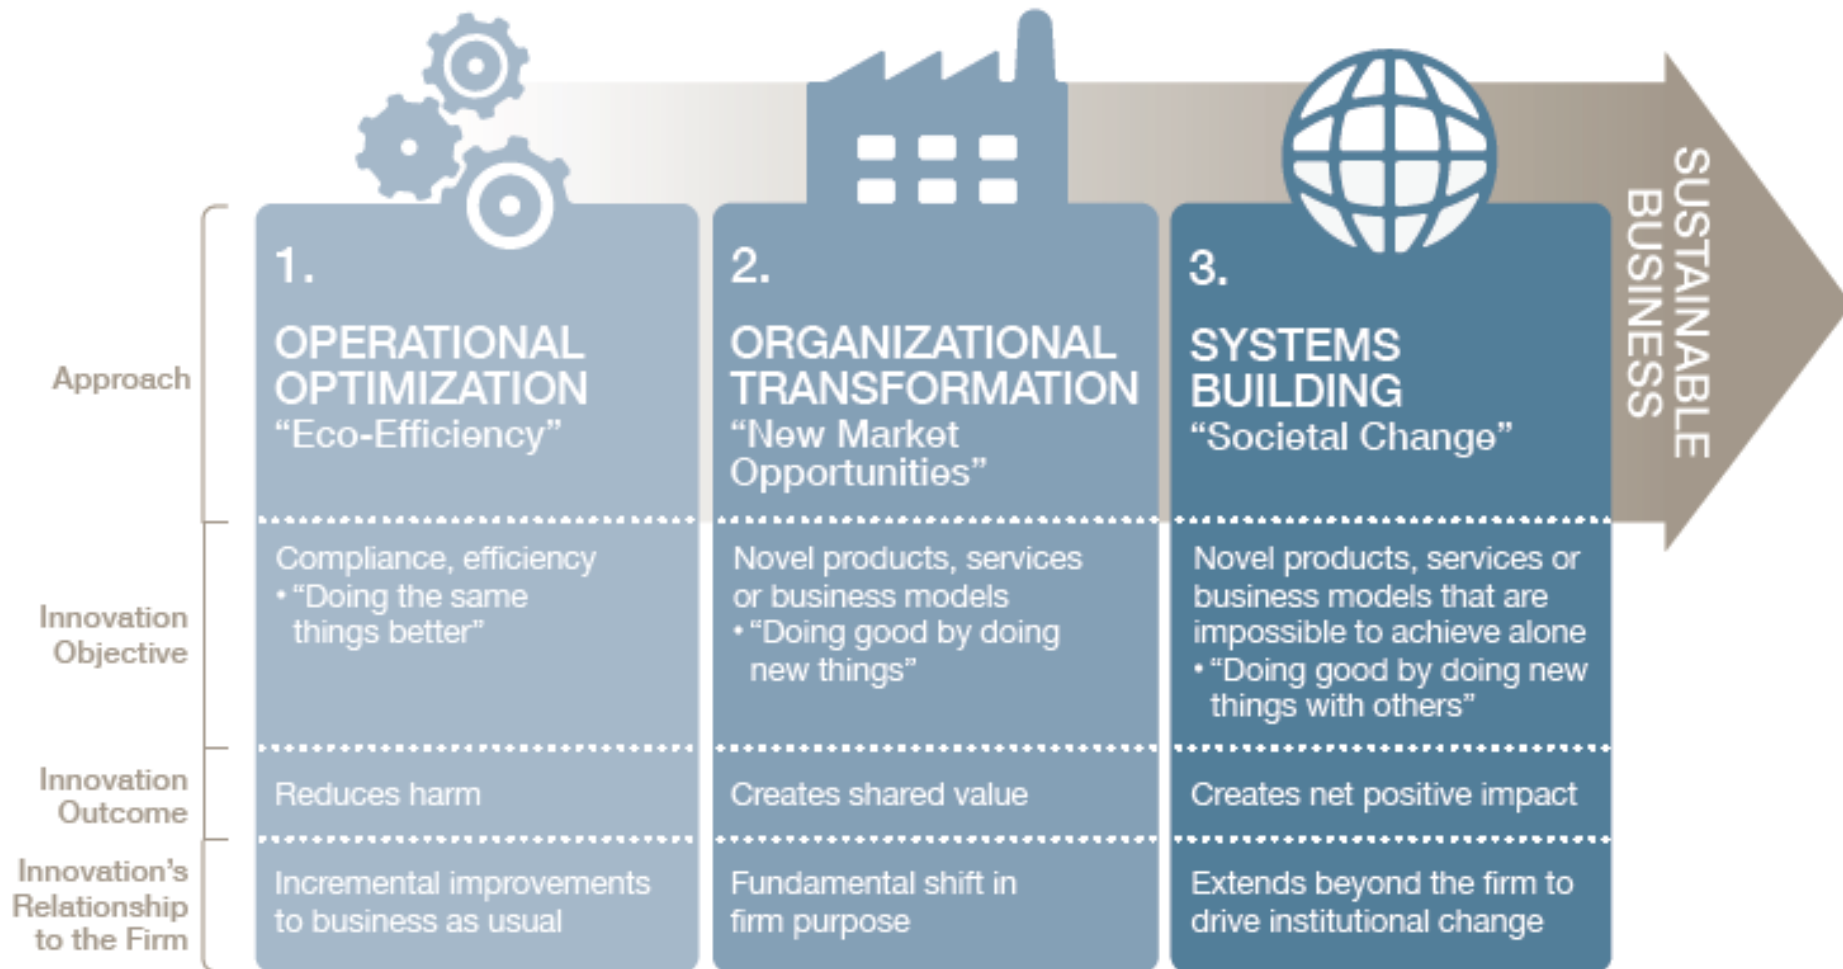 SUSTAINABLE
BUSINESS
Approach
1.
OPERATIONAL
OPTIMIZATION
“Eco-Efficiency”
2.
ORGANIZATIONAL
TRANSFORMATION
“New Market
Opportunities”
3.
SYSTEMS
BUILDING
“Societal Change”
Innovation
Objective
Compliance, efficiency
• “Doing the same
things better”
Novel products, services
or business models
• “Doing good by doing
new things”
Novel products, services or
business models that are
impossible to achieve alone
• “Doing good by doing new
things with others”
Innovation
Outcome
Reduces harm
Creates shared value
Creates net positive impact
Innovation’s
Relationship
to the Firm
Incremental improvements
to business as usual
Fundamental shift in
firm purpose
Extends beyond the firm to
drive institutional change